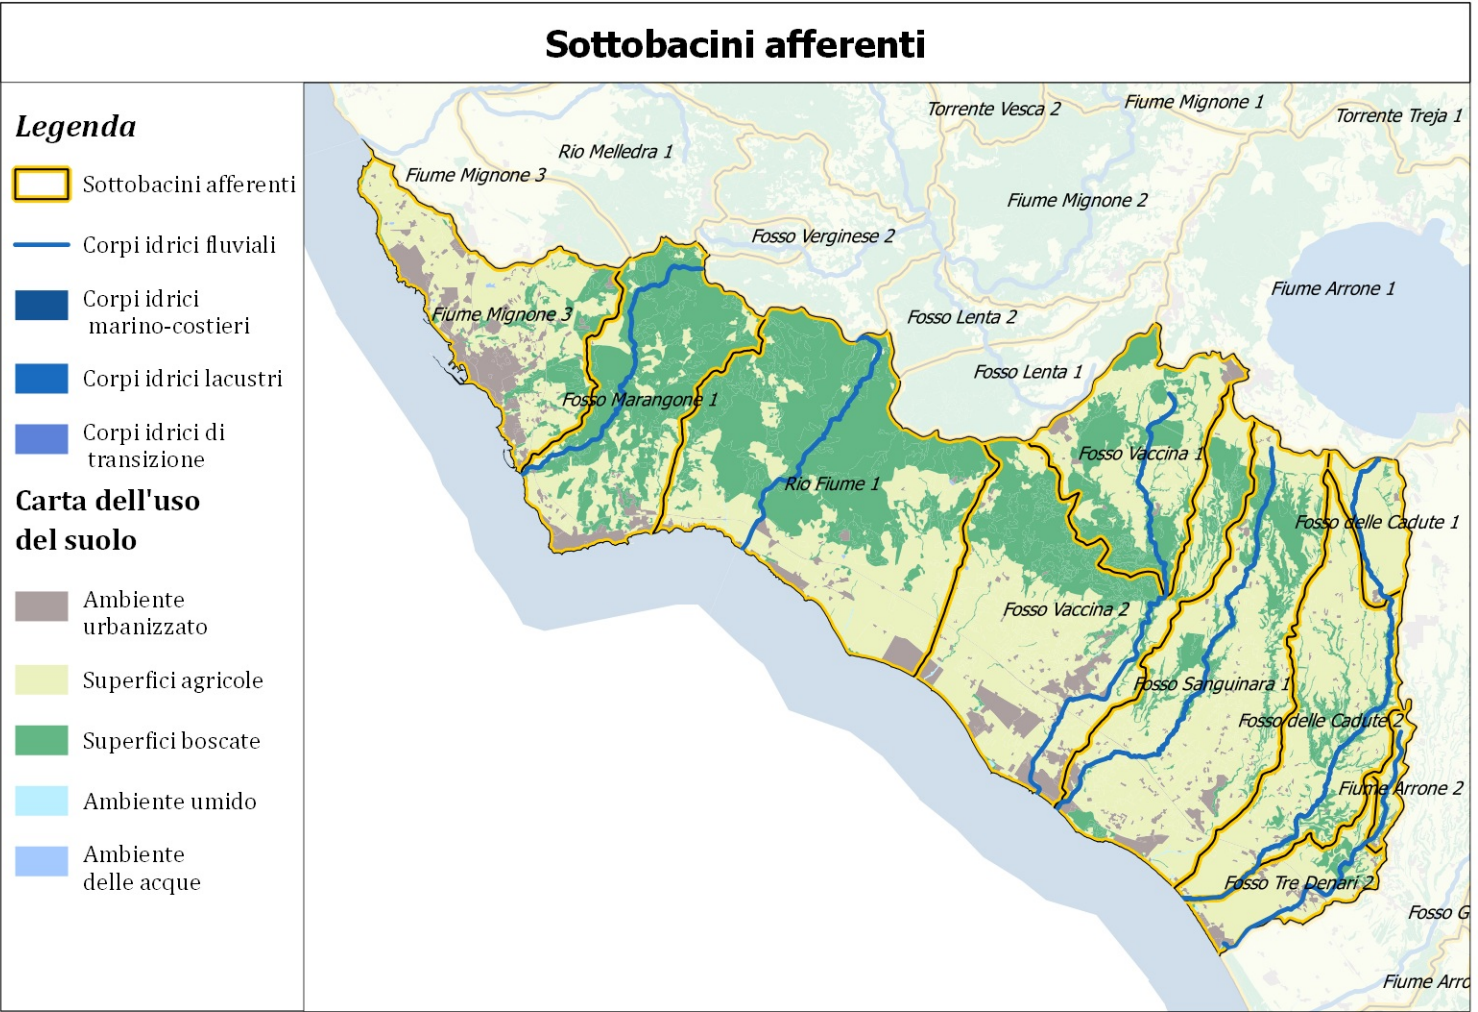 Sottobacini afferenti
Legenda
Sottobacini afferenti
Corpi idrici fluviali
Corpi idrici
marino-costieri
Corpi idrici lacustri
Corpi idrici di
transizione
Carta dell'uso
del suolo
Ambiente
urbanizzato
Superfici agricole
Superfici boscate
Ambiente umido
Ambiente
delle acque
Torrente Vesca 2
Fiume Mignone 1
Torrente Treja 1
Rio Melledra 1
Fiume Mignone 3
Fiume Mignone 2
Fosso Verginese 2
Fiume Arrone 1
Fiume Mignone 3
Fosso Lenta 2
Fosso Lenta 1
Fosso Marangone 1
Fosso Vaccina 1
Rio Fiume 1
Fosso delle Cadute 1
Fosso Vaccina 2
Fosso Sanguinara 1
Fosso delle Cadute 2
Fiume Arrone 2
Fosso Tre Denari 2
Fosso G
Fiume Arro